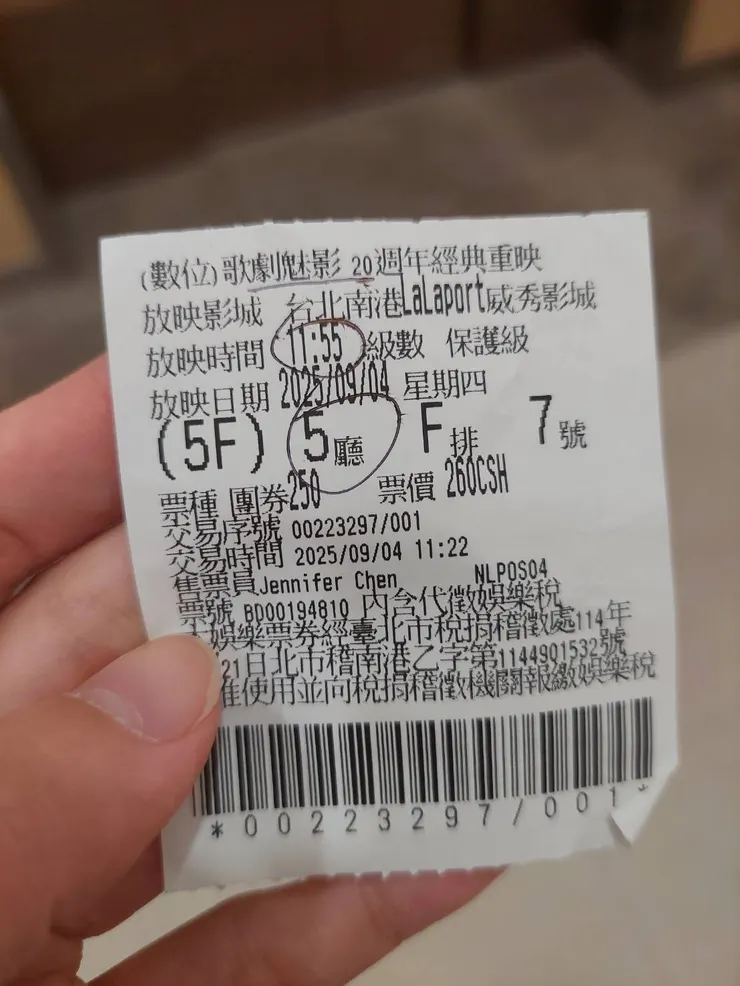 (數位)歌劇魅影 20週年經典重映
放映影城 台北南港LaLaport威秀影城
放映時間 11:55 級數 保護級
放映日期 2025/09/04 星期四
(5F) 5廳 F排 7號
票種 團券250 票價 260CSH
交易序號 00223297/001
交易時間 2025/09/04 11:22
售票員Jennifer Chen NLPOS04
票號 BD00194810 內含代徵娛樂稅
娛樂票券經臺北市稅捐稽徵處114年
21日北市稽南港乙字第1144901532號
准使用並向稅捐稽徵機關報繳娛樂稅
*00223297/001*